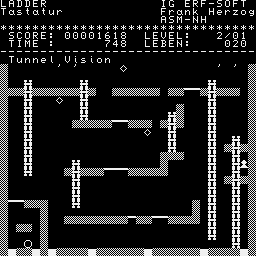 LADDER IG ERF-SOFT
Tastatur Frank Herzog
ASM-NH
********************************
SCORE: 00001618 LEVEL: 2/01
TIME : 748 LEBEN: 020
Tunnel Vision